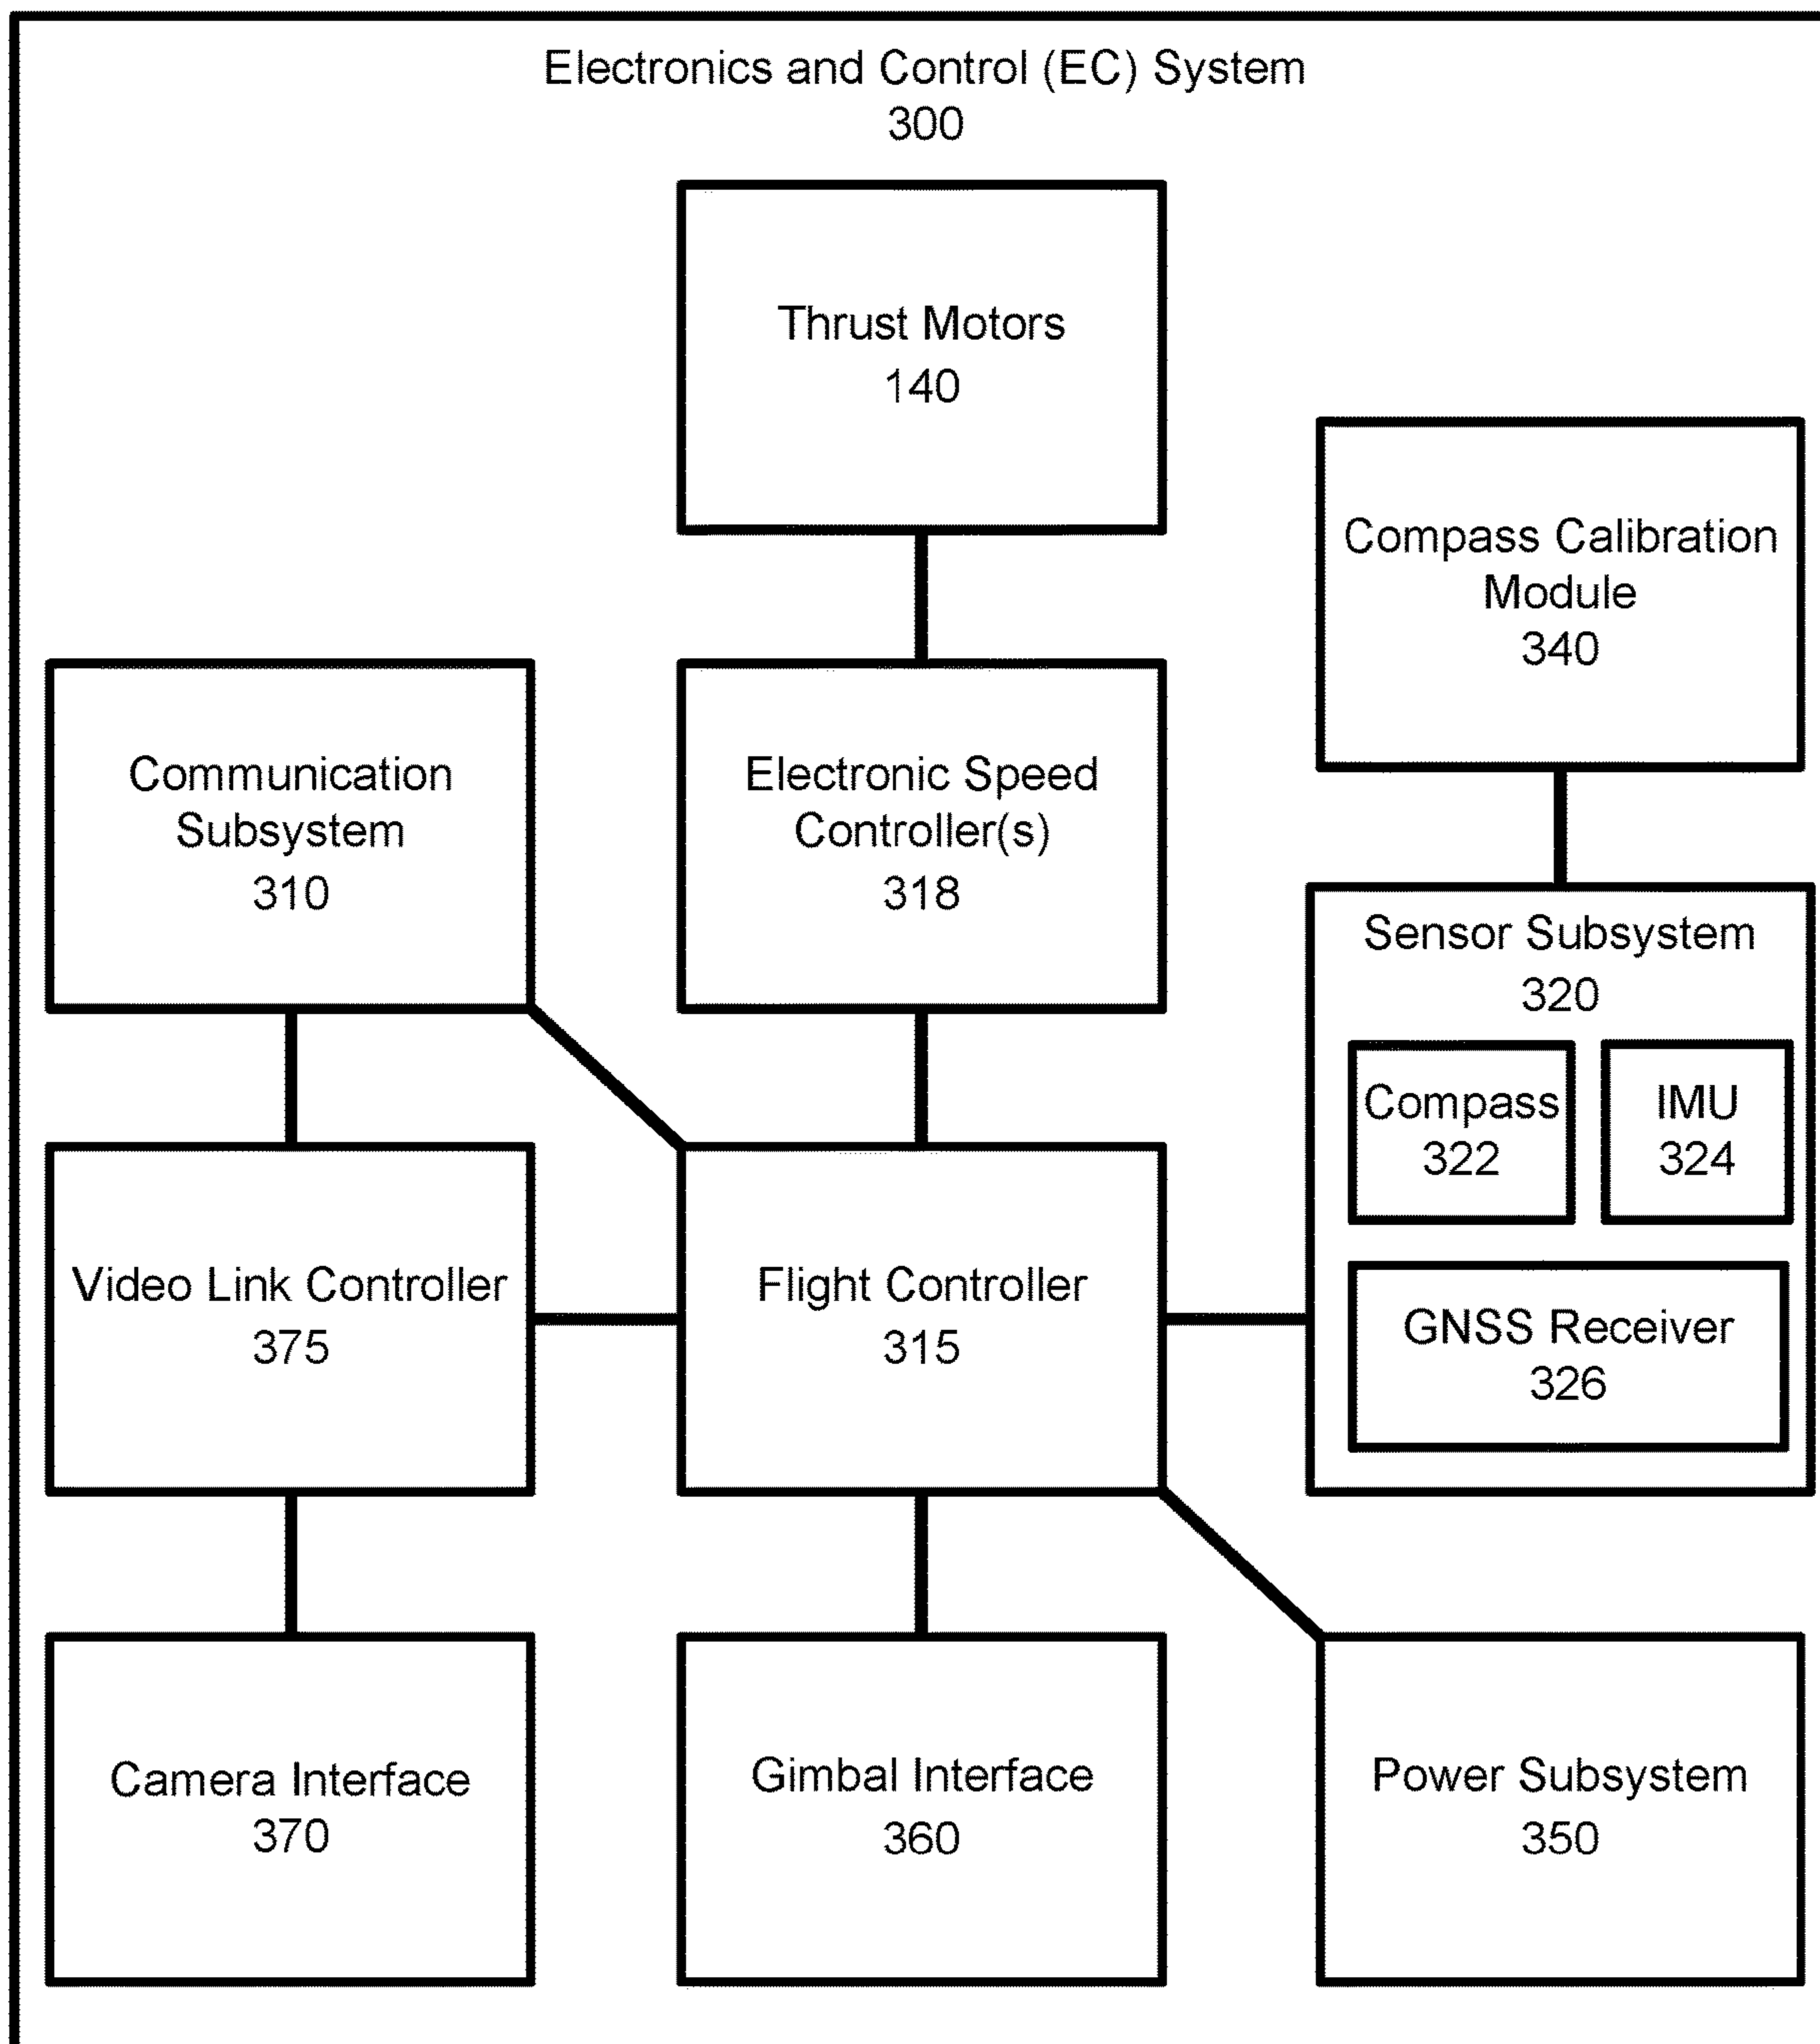 Electronics and Control (EC) System
300
Thrust Motors
140
Compass Calibration
Module
340
Communication
Subsystem
310
Electronic Speed
Controller(s)
318
Sensor Subsystem
320
Compass
322
IMU
324
GNSS Receiver
326
Video Link Controller
375
Flight Controller
315
Camera Interface
370
Gimbal Interface
360
Power Subsystem
350